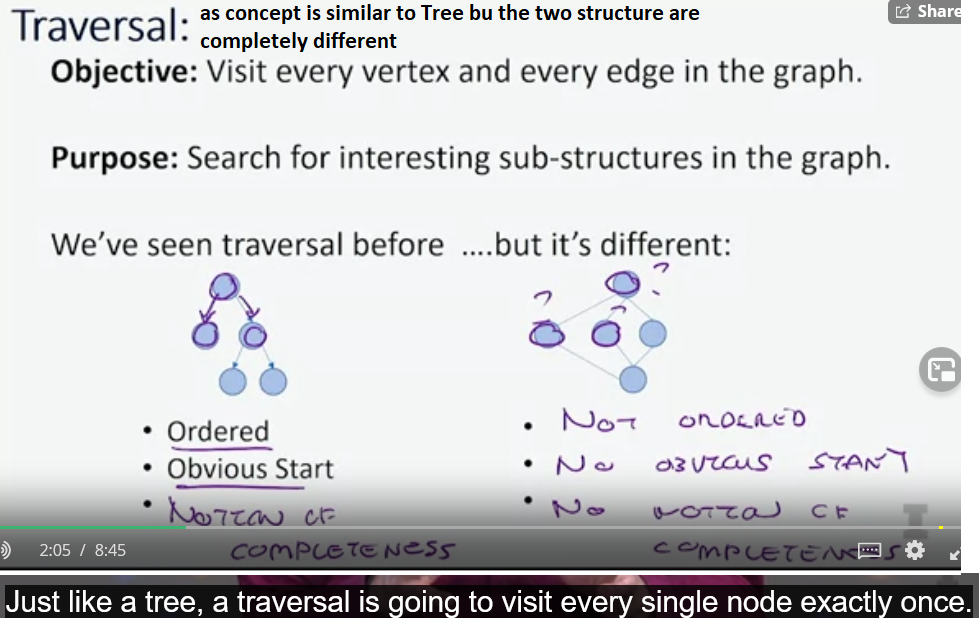 Traversal:
as concept is similar to Tree bu the two structure are
completely different
Share
Objective: Visit every vertex and every edge in the graph.
Purpose: Search for interesting sub-structures in the graph.
We've seen traversal before ....but it's different:
? ? ?
• Ordered
• Obvious Start
• NOTION OF
COMPLETENESS
• NOT ORDERED
• NO OBVIOUS START
• NO NOTION OF
COMPLETENESS
2:05 / 8:45
Just like a tree, a traversal is going to visit every single node exactly once.